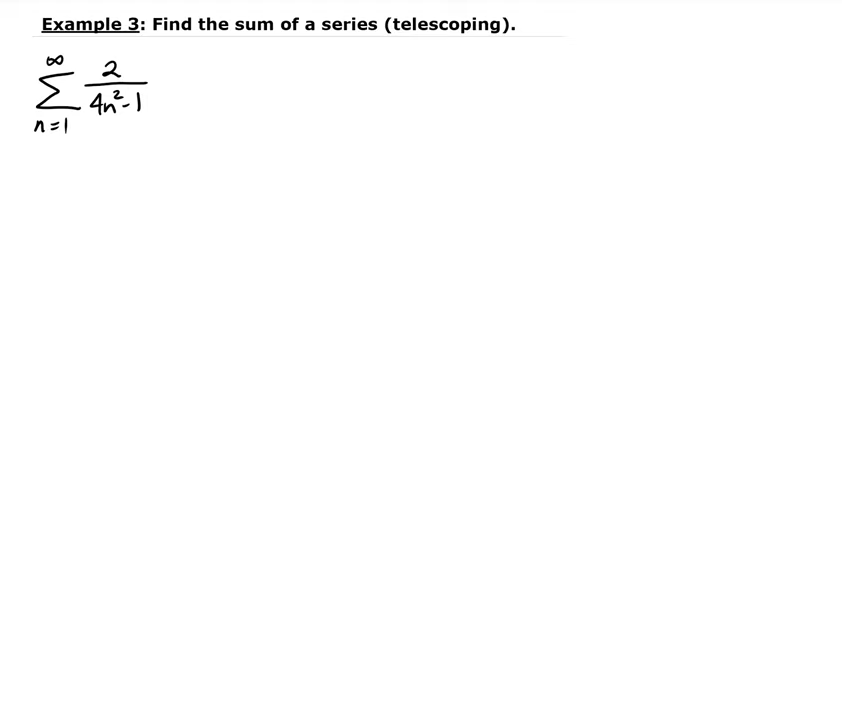 Example 3: Find the sum of a series (telescoping).
∞
∑ 2/(4n²-1)
n=1